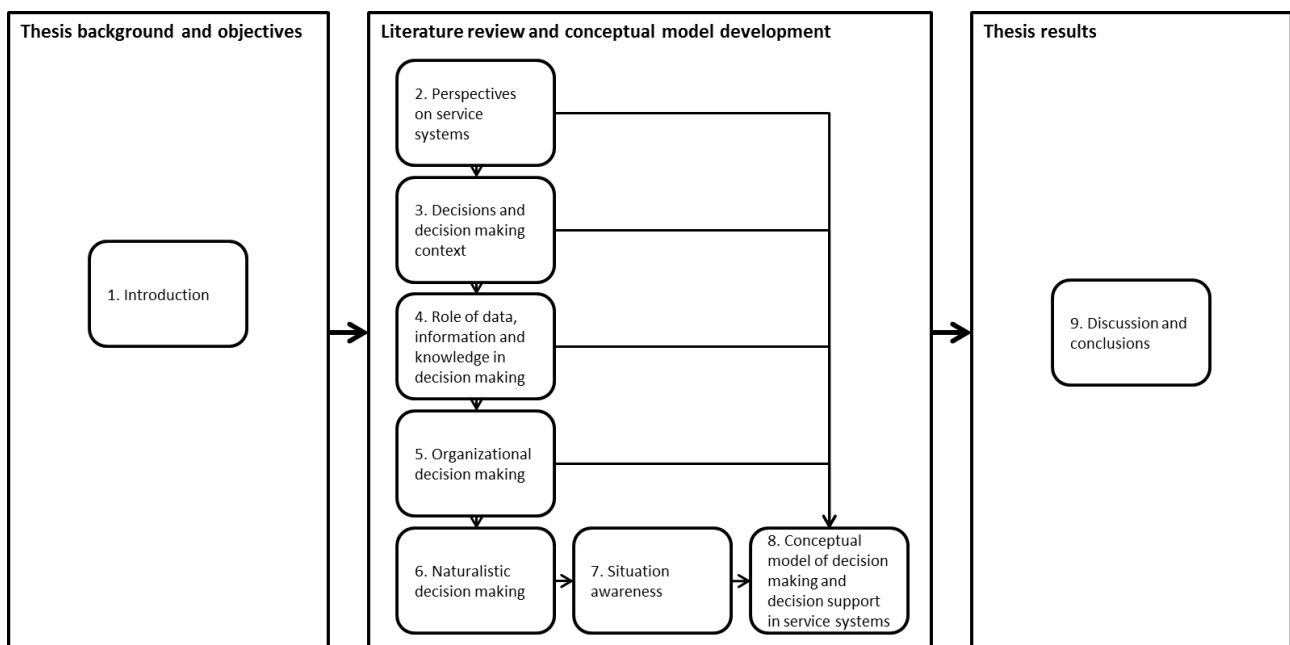 Thesis background and objectives
1. Introduction
Literature review and conceptual model development
2. Perspectives
on service
systems
3. Decisions and
decision making
context
4. Role of data,
information and
knowledge in
decision making
5. Organizational
decision making
6. Naturalistic
decision making
7. Situation
awareness
8. Conceptual
model of decision
making and
decision support
in service systems
Thesis results
9. Discussion and
conclusions